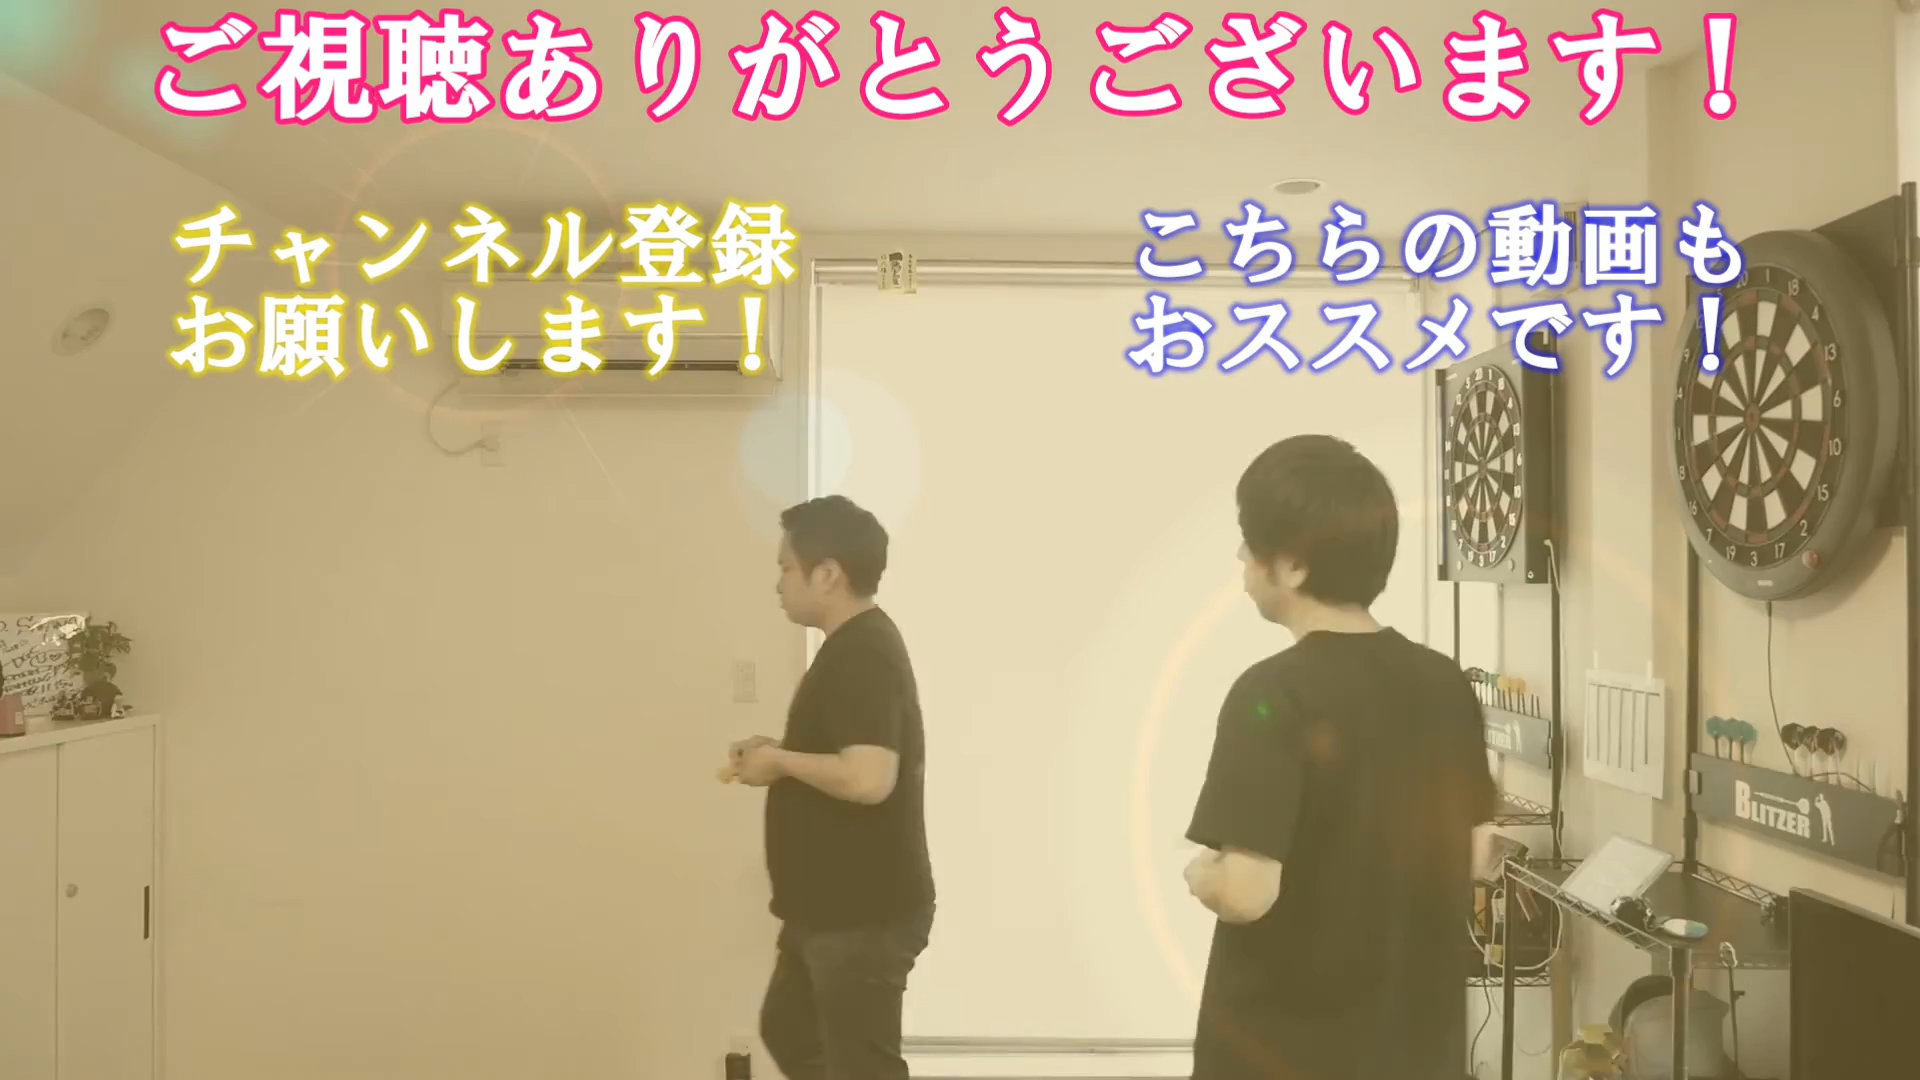 ご視聴ありがとうございます！
チャンネル登録
お願いします！
こちらの動画も
おススメです！
BLITZER